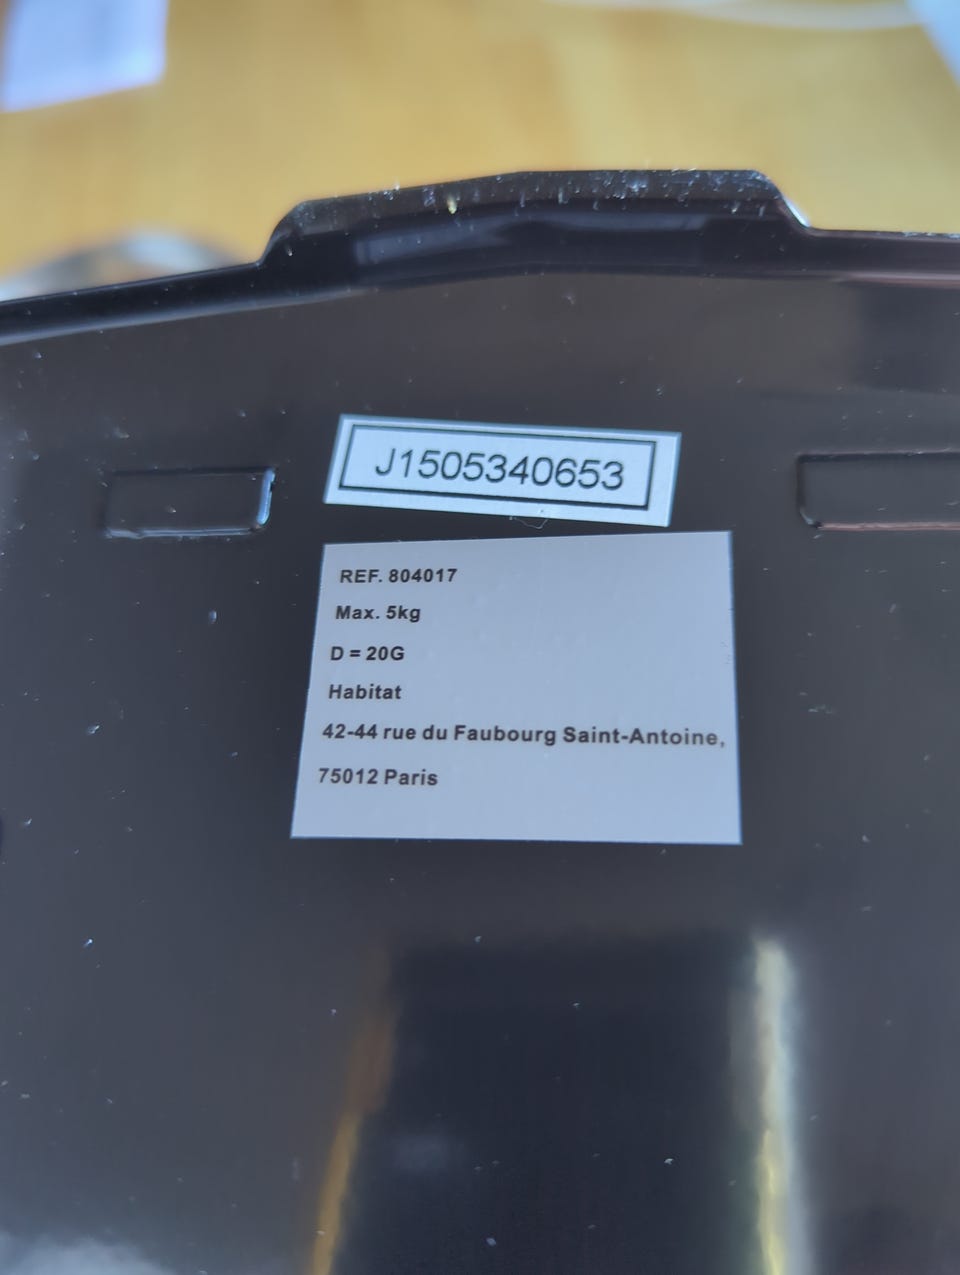 J1505340653
REF. 804017
Max. 5kg
D = 20G
Habitat
42-44 rue du Faubourg Saint-Antoine,
75012 Paris